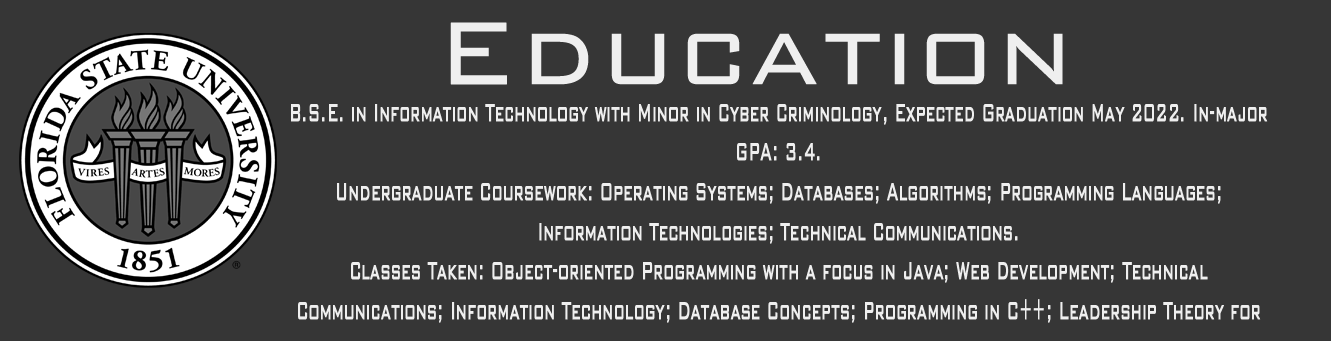 FLORIDA STATE UNIVERSITY
VIRES ARTES MORES
1851
®
Education
B.S.E. in Information Technology with Minor in Cyber Criminology, Expected Graduation May 2022. In-major
GPA: 3.4.
Undergraduate Coursework: Operating Systems; Databases; Algorithms; Programming Languages;
Information Technologies; Technical Communications.
Classes Taken: Object-oriented Programming with a focus in Java; Web Development; Technical
Communications; Information Technology; Database Concepts; Programming in C++; Leadership Theory for